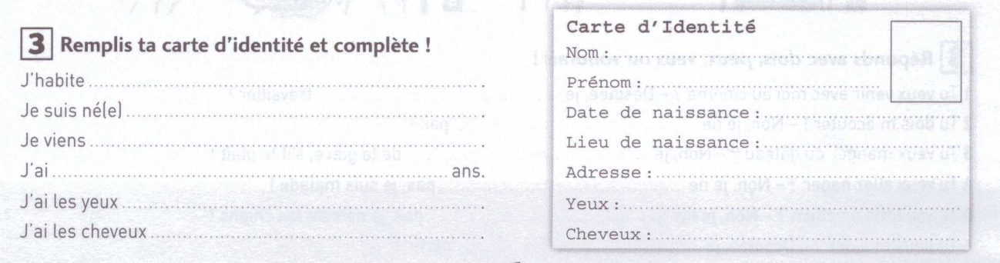 3 Remplis ta carte d'identité et complète !
J'habite ..........
Je suis né(e) ..........
Je viens ..........
J'ai .......... ans.
J'ai les yeux ..........
J'ai les cheveux ..........
Carte d'Identité
Nom : ..........
Prénom : ..........
Date de naissance : ..........
Lieu de naissance : ..........
Adresse : ..........
Yeux : ..........
Cheveux : ..........